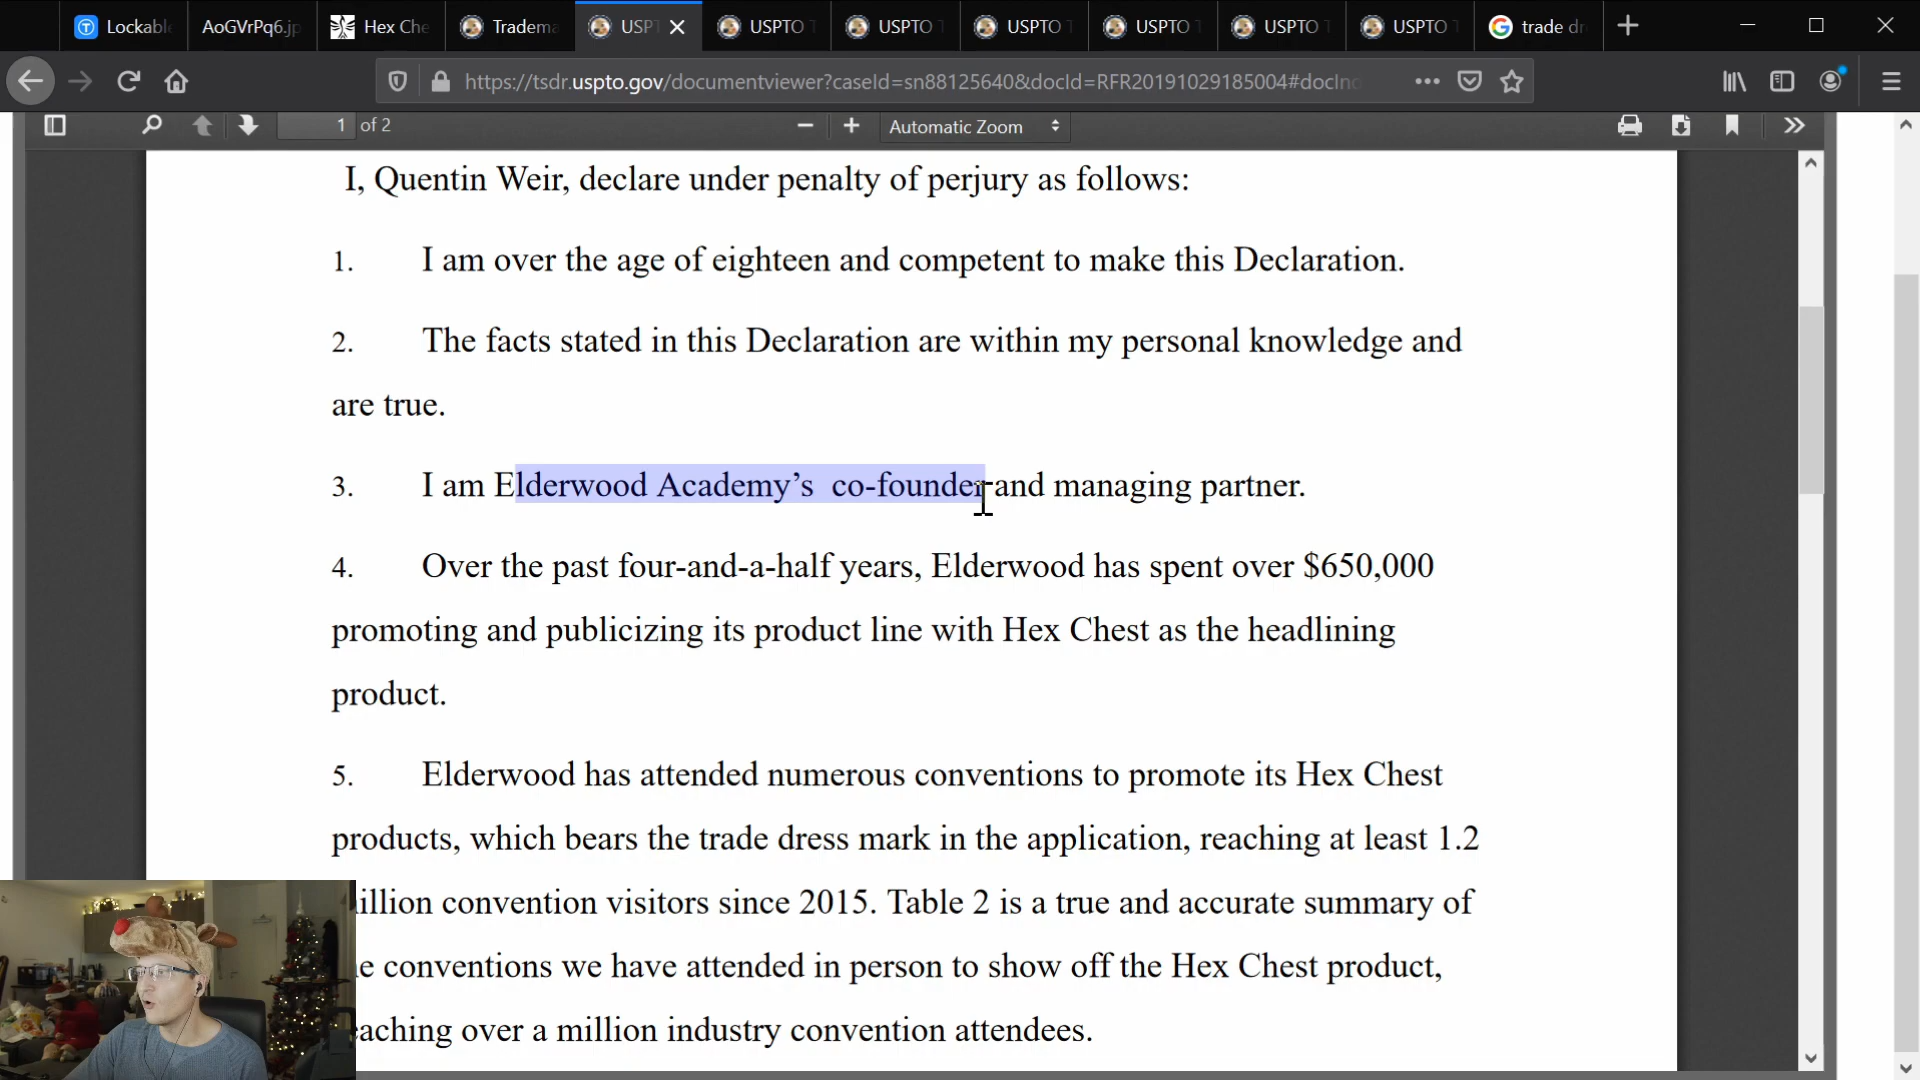 Lockabl
AoGVrPq6.jp
Hex Che
Tradema
USPT
USPTO T
USPTO T
USPTO T
USPTO T
USPTO T
USPTO T
trade dr
https://tsdr.uspto.gov/documentviewer?caseId=sn88125640&docId=RFR20191029185004#docInd
1 of 2
Automatic Zoom
I, Quentin Weir, declare under penalty of perjury as follows:
1. I am over the age of eighteen and competent to make this Declaration.
2. The facts stated in this Declaration are within my personal knowledge and
are true.
3. I am Elderwood Academy’s co-founder and managing partner.
4. Over the past four-and-a-half years, Elderwood has spent over $650,000
promoting and publicizing its product line with Hex Chest as the headlining
product.
5. Elderwood has attended numerous conventions to promote its Hex Chest
products, which bears the trade dress mark in the application, reaching at least 1.2
illion convention visitors since 2015. Table 2 is a true and accurate summary of
e conventions we have attended in person to show off the Hex Chest product,
eaching over a million industry convention attendees.